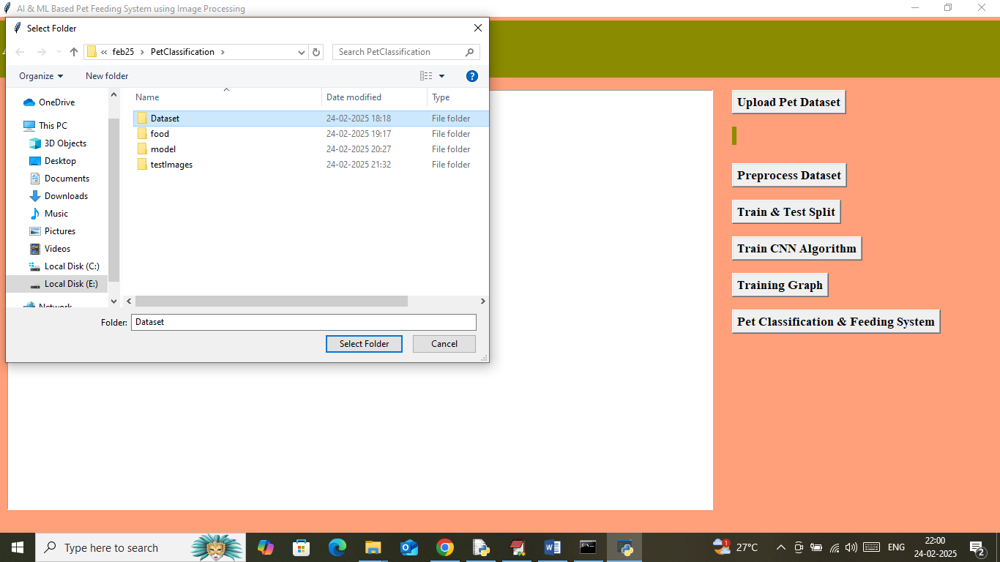 AI & ML Based Pet Feeding System using Image Processing
Select Folder
« feb25 › PetClassification ›
Search PetClassification
Organize
New folder
Name
Date modified
Type
OneDrive
This PC
3D Objects
Desktop
Documents
Downloads
Music
Pictures
Videos
Local Disk (C:)
Local Disk (E:)
Network
Dataset 24-02-2025 18:18 File folder
food 24-02-2025 19:17 File folder
model 24-02-2025 20:27 File folder
testImages 24-02-2025 21:32 File folder
Folder: Dataset
Select Folder
Cancel
Upload Pet Dataset
Preprocess Dataset
Train & Test Split
Train CNN Algorithm
Training Graph
Pet Classification & Feeding System
Type here to search
1
27°C
ENG
22:00
24-02-2025
2